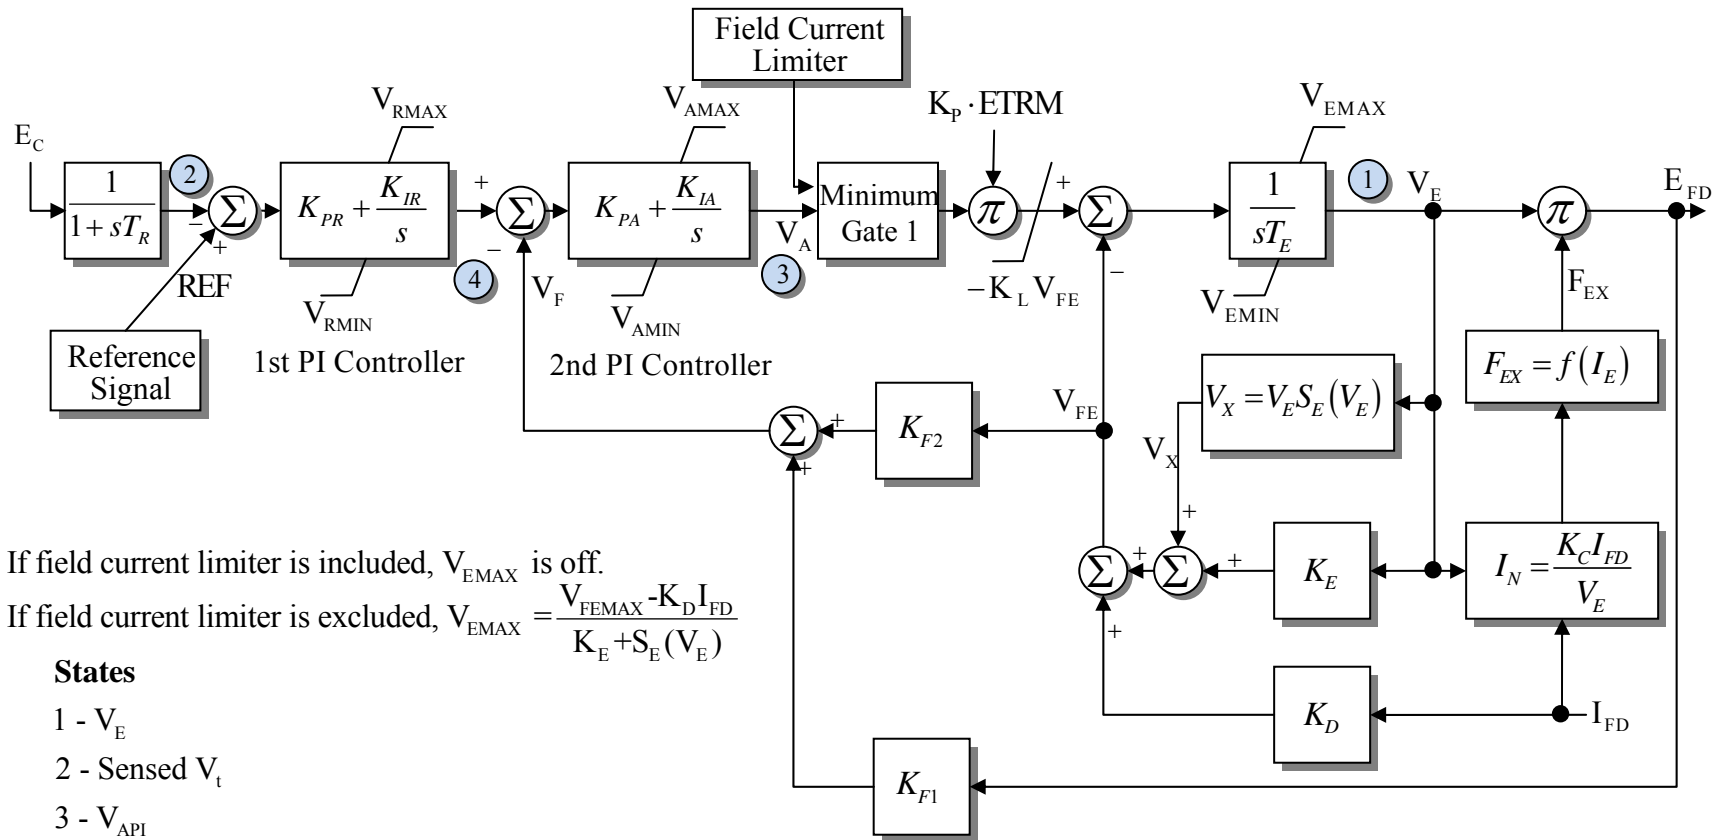 Field Current
Limiter
V_RMAX
V_AMAX
K_P · ETRM
V_EMAX
E_C
2
1
V_E
E_FD
1
1 + sT_R
Σ
K_PR + K_IR
s
+
Σ
K_PA + K_IA
s
Minimum
Gate 1
π
+
Σ
1
sT_E
π
−
+
−
V_A
−
REF
4
V_F
3
−K_L V_FE
F_EX
V_RMIN
V_AMIN
V_EMIN
Reference
Signal
1st PI Controller
2nd PI Controller
F_EX = f(I_E)
V_FE
V_X = V_E S_E(V_E)
Σ
+
K_F2
+
V_X
+
If field current limiter is included, V_EMAX is off.
Σ
+
Σ
+
K_E
I_N = K_C I_FD
V_E
If field current limiter is excluded, V_EMAX = V_FEMAX-K_D I_FD
K_E+S_E(V_E)
+
States
1 - V_E
K_D
I_FD
2 - Sensed V_t
K_F1
3 - V_API